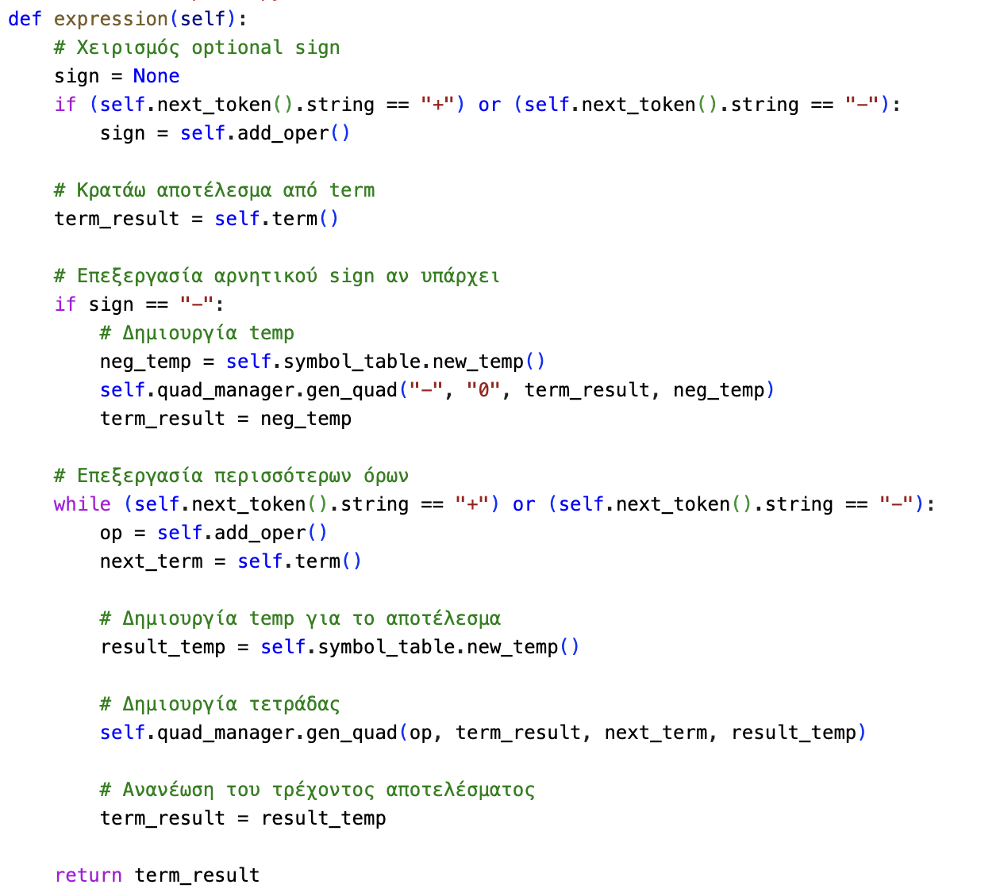 def expression(self):
    # Χειρισμός optional sign
    sign = None
    if (self.next_token().string == "+") or (self.next_token().string == "-"):
        sign = self.add_oper()

    # Κρατάω αποτέλεσμα από term
    term_result = self.term()

    # Επεξεργασία αρνητικού sign αν υπάρχει
    if sign == "-":
        # Δημιουργία temp
        neg_temp = self.symbol_table.new_temp()
        self.quad_manager.gen_quad("-", "0", term_result, neg_temp)
        term_result = neg_temp

    # Επεξεργασία περισσότερων όρων
    while (self.next_token().string == "+") or (self.next_token().string == "-"):
        op = self.add_oper()
        next_term = self.term()

        # Δημιουργία temp για το αποτέλεσμα
        result_temp = self.symbol_table.new_temp()

        # Δημιουργία τετράδας
        self.quad_manager.gen_quad(op, term_result, next_term, result_temp)

        # Ανανέωση του τρέχοντος αποτελέσματος
        term_result = result_temp

    return term_result